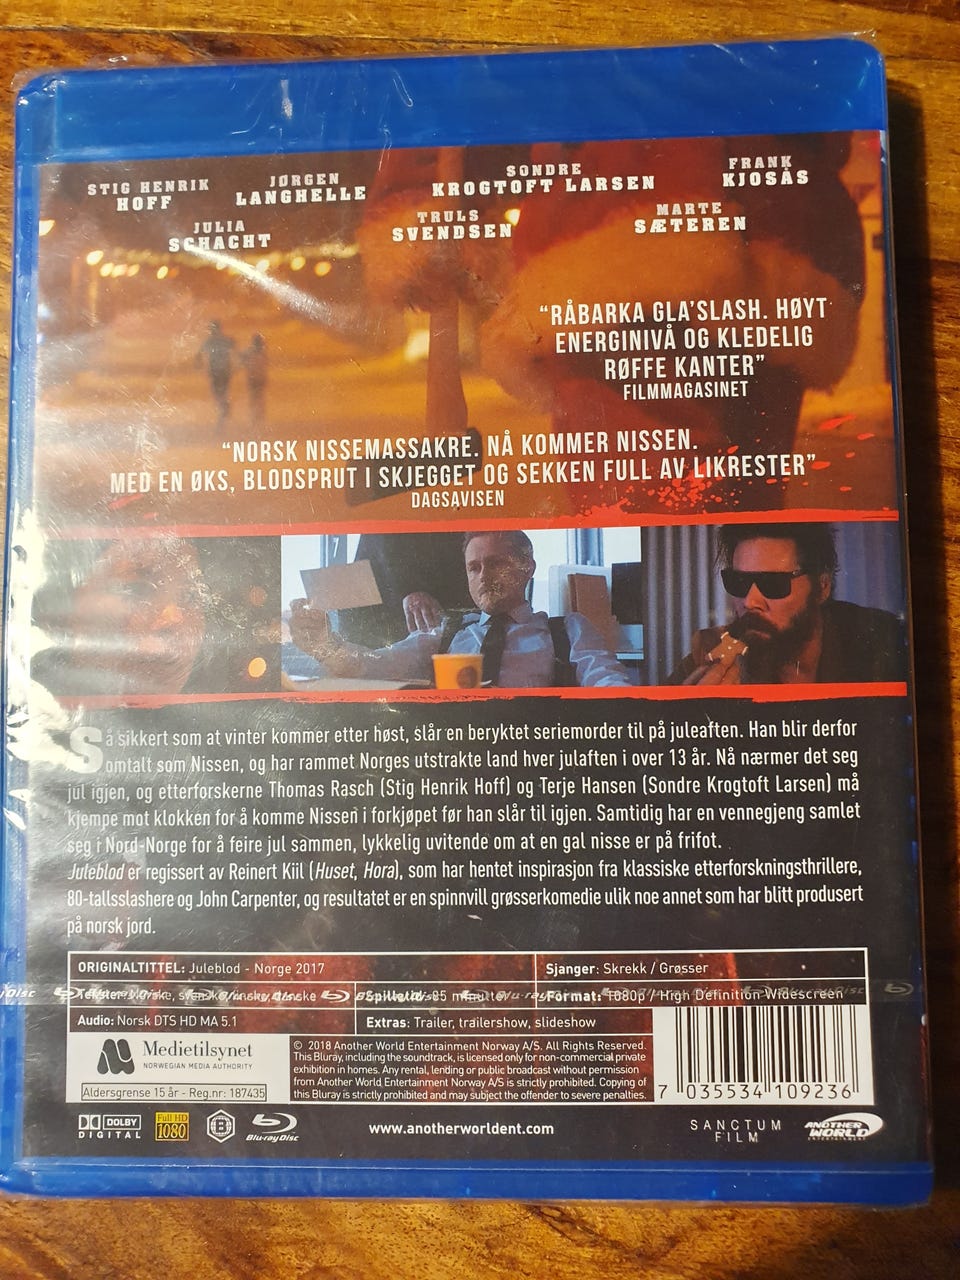 STIG HENRIK
HOFF
JØRGEN
LANGHELLE
SONDRE
KROGTOFT LARSEN
FRANK
KJOSÅS
JULIA
SCHACHT
TRULS
SVENDSEN
MARTE
SÆTEREN
“RÅBARKA GLA’SLASH. HØYT
ENERGINIVÅ OG KLEDELIG
RØFFE KANTER”
FILMMAGASINET
“NORSK NISSEMASSAKRE. NÅ KOMMER NISSEN.
MED EN ØKS, BLODSPRUT I SKJEGGET OG SEKKEN FULL AV LIKRESTER”
DAGSAVISEN
Så sikkert som at vinter kommer etter høst, slår en beryktet seriemorder til på juleaften. Han blir derfor
omtalt som Nissen, og har rammet Norges utstrakte land hver julaften i over 13 år. Nå nærmer det seg
jul igjen, og etterforskerne Thomas Rasch (Stig Henrik Hoff) og Terje Hansen (Sondre Krogtoft Larsen) må
kjempe mot klokken for å komme Nissen i forkjøpet før han slår til igjen. Samtidig har en vennegjeng samlet
seg i Nord-Norge for å feire jul sammen, lykkelig uvitende om at en gal nisse er på frifot.
Juleblod er regissert av Reinert Kiil (Huset, Hora), som har hentet inspirasjon fra klassiske etterforskningsthrillere,
80-tallsslashere og John Carpenter, og resultatet er en spinnvill grøsserkomedie ulik noe annet som har blitt produsert
på norsk jord.
ORIGINALTITTEL: Juleblod - Norge 2017
Sjanger: Skrekk / Grøsser
Tekster: Norske, svenske, finske, danske
Spilletid: 85 minutter
Format: 1080p / High Definition Widescreen
Blu-ray Disc
Audio: Norsk DTS HD MA 5.1
Extras: Trailer, trailershow, slideshow
Medietilsynet
NORWEGIAN MEDIA AUTHORITY
Aldersgrense 15 år - Reg.nr: 187435
© 2018 Another World Entertainment Norway A/S. All Rights Reserved.
This Bluray, including the soundtrack, is licensed only for non-commercial private
exhibition in homes. Any rental, lending or public broadcast without permission
from Another World Entertainment Norway A/S is strictly prohibited. Copying of
this Bluray is strictly prohibited and may subject the offender to severe penalties.
7 035534 109236
DOLBY
DIGITAL
Full HD
1080
B
Blu-ray Disc
www.anotherworldent.com
SANCTUM
FILM
ANOTHER
WORLD
ENTERTAINMENT